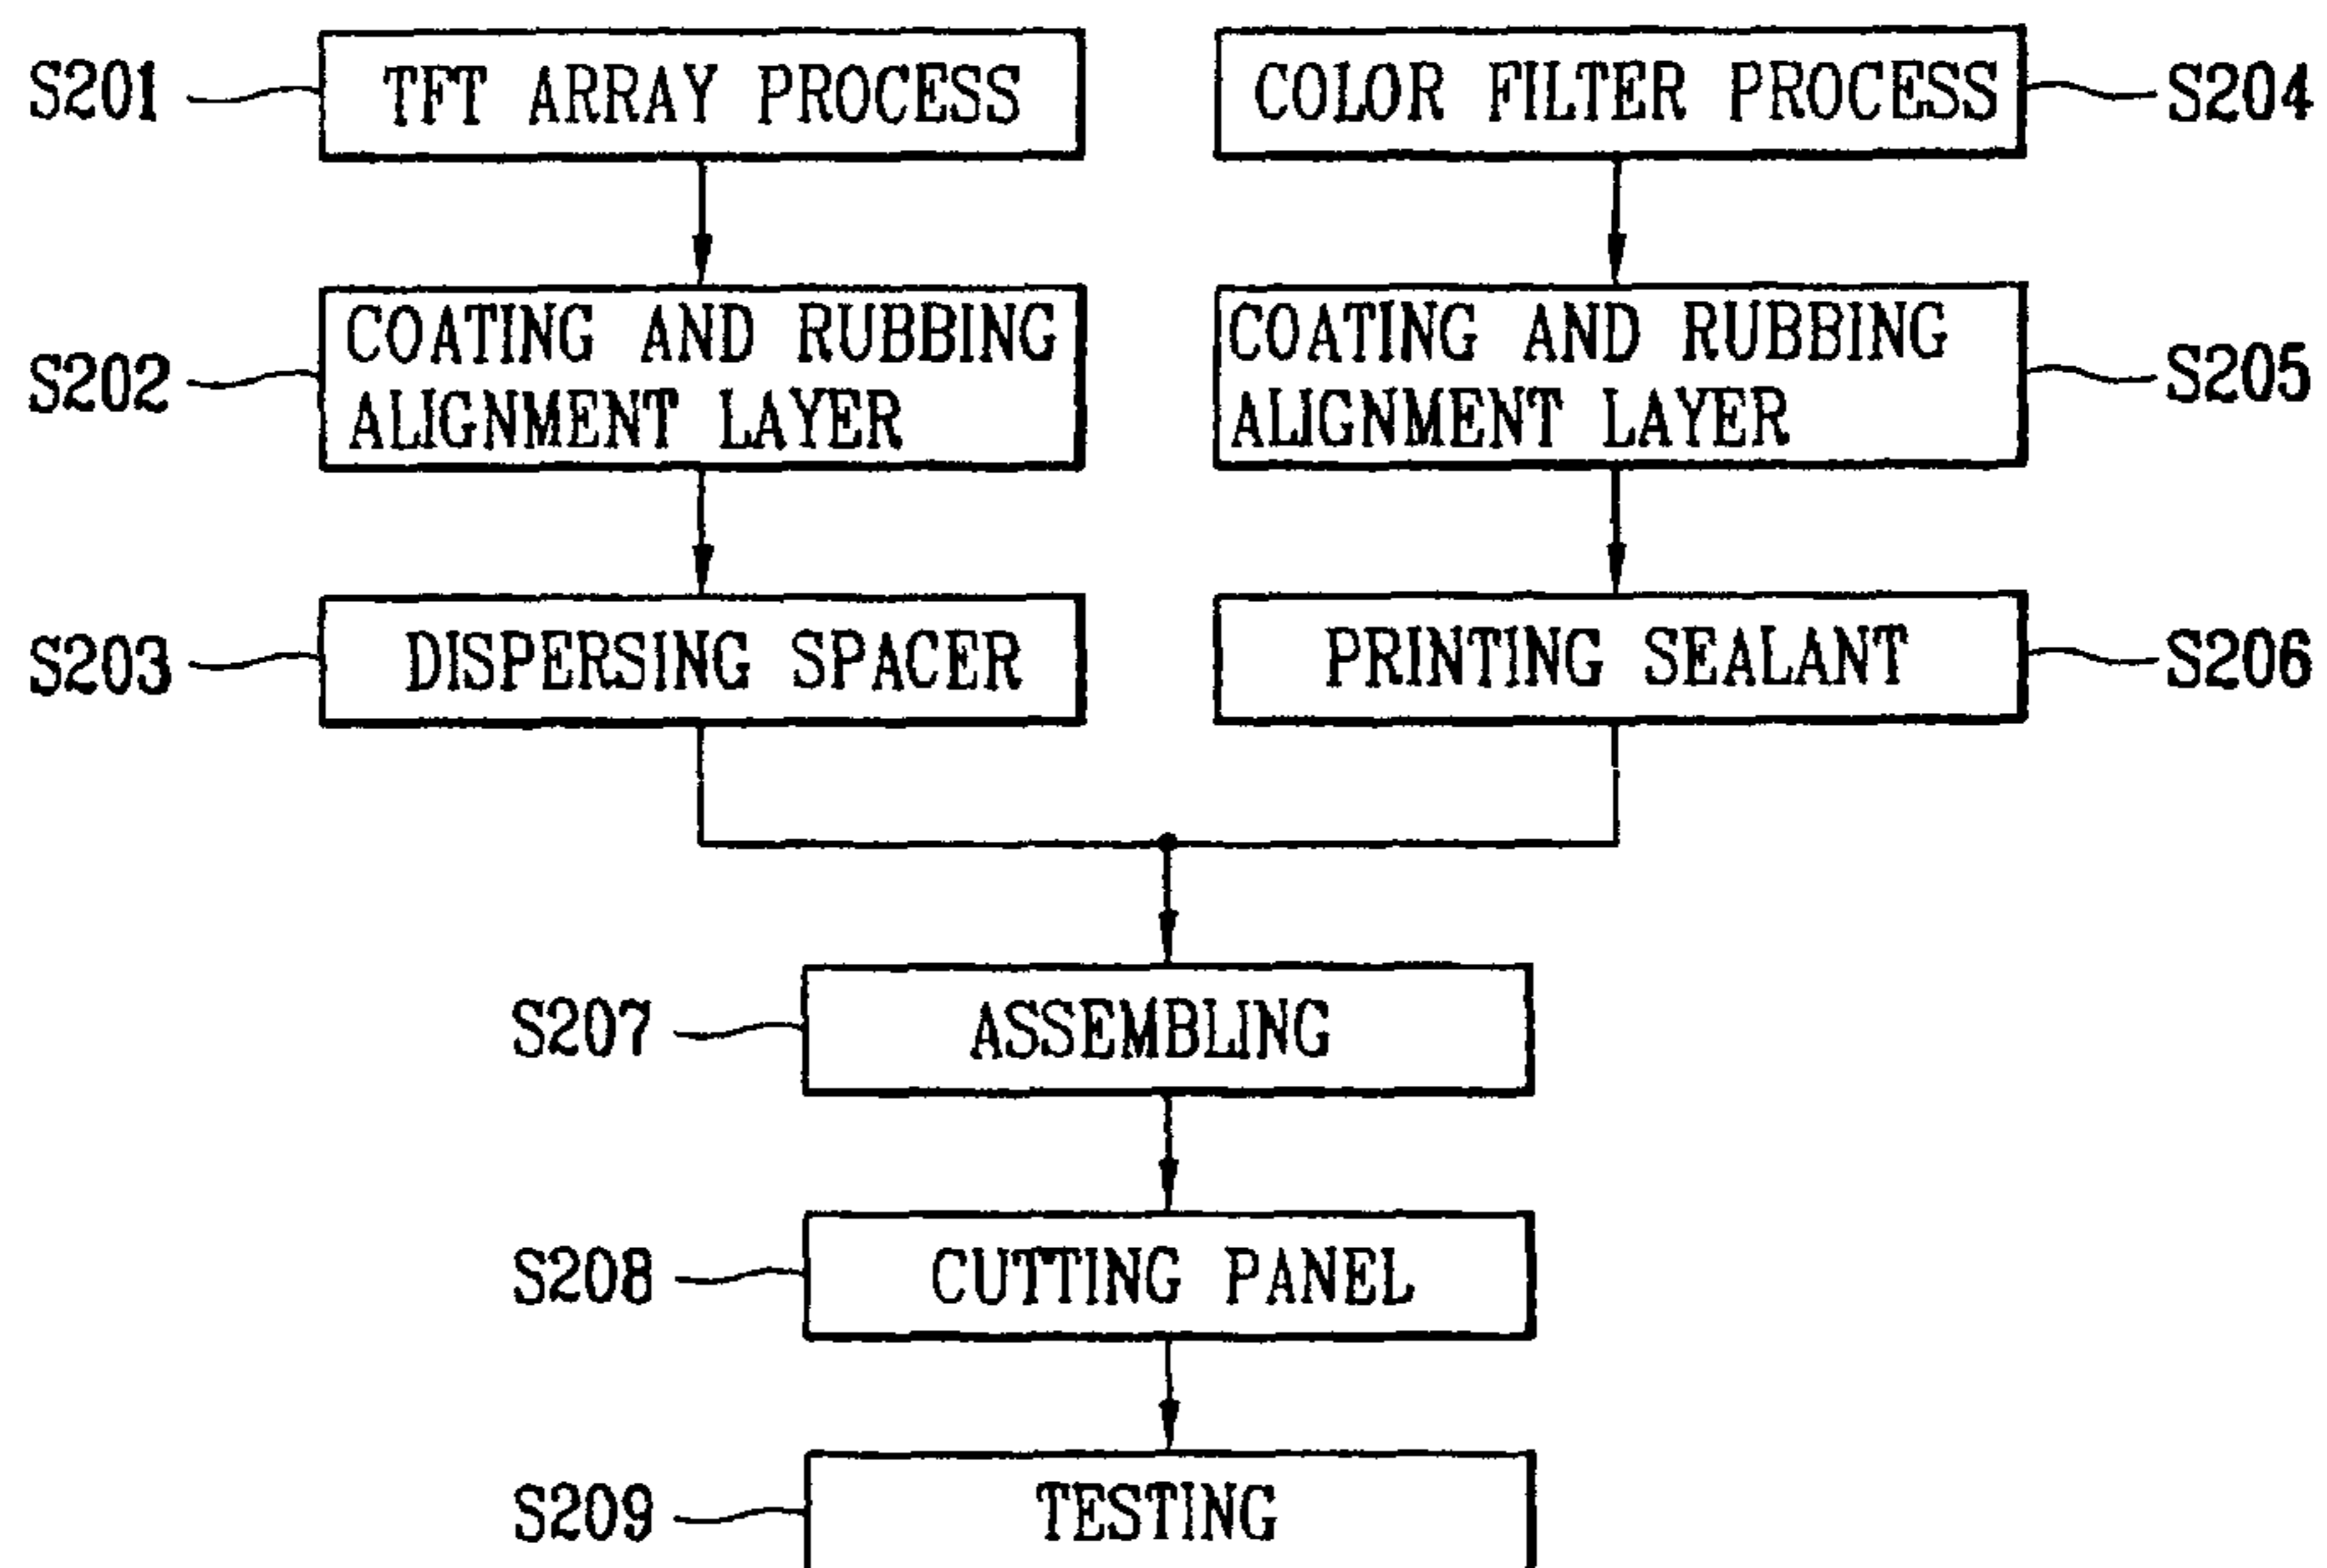 S201
TFT ARRAY PROCESS
COLOR FILTER PROCESS
S204
S202
COATING AND RUBBING
ALIGNMENT LAYER
COATING AND RUBBING
ALIGNMENT LAYER
S205
S203
DISPERSING SPACER
PRINTING SEALANT
S206
S207
ASSEMBLING
S208
CUTTING PANEL
S209
TESTING